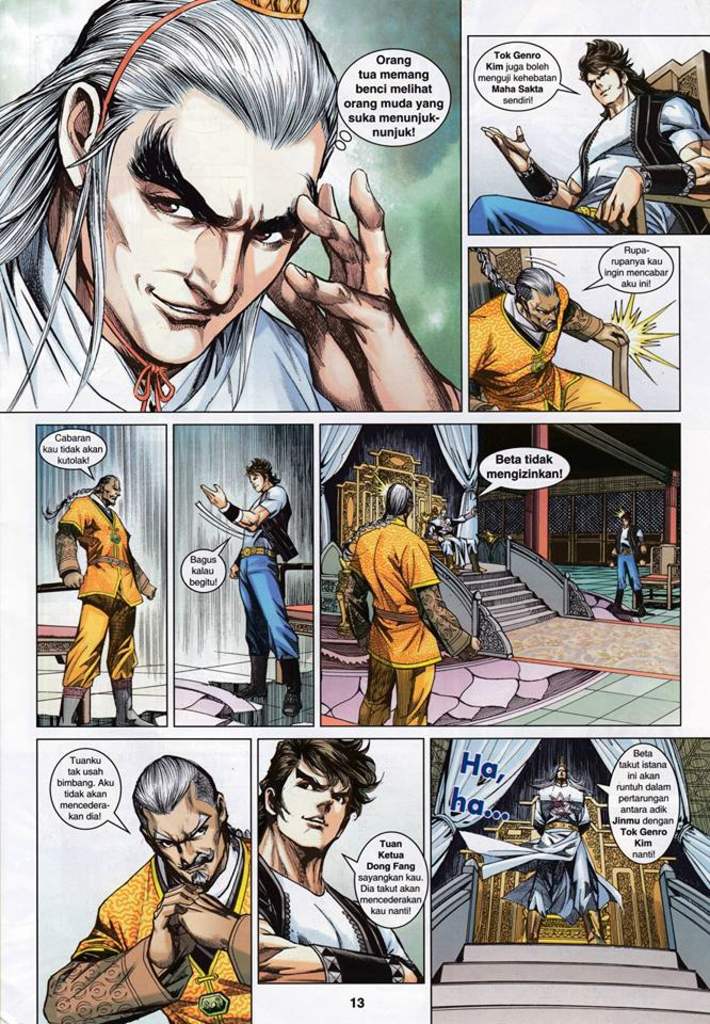 Orang
tua memang
benci melihat
orang muda yang
suka menunjuk-
nunjuk!
Tok Genro
Kim juga boleh
menguji kehebatan
Maha Sakta
sendiri!
Rupa-
rupanya kau
ingin mencabar
aku ini!
Cabaran
kau tidak akan
kutolak!
Bagus
kalau
begitu!
Beta tidak
mengizinkan!
Tuanku
tak usah
bimbang. Aku
tidak akan
mencedera-
kan dia!
Tuan
Ketua
Dong Fang
sayangkan kau.
Dia takut akan
mencederakan
kau nanti!
Ha,
ha...
Beta
takut istana
ini akan
runtuh dalam
pertarungan
antara adik
Jinmu dengan
Tok Genro
Kim
nanti!
13